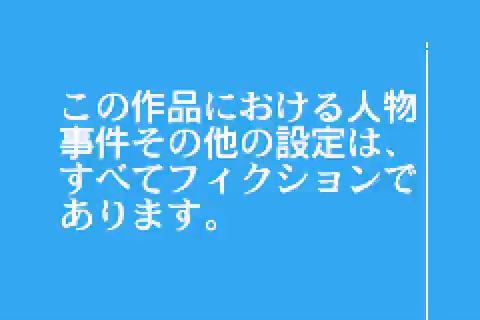 この作品における人物
事件その他の設定は、
すべてフィクションで
あります。